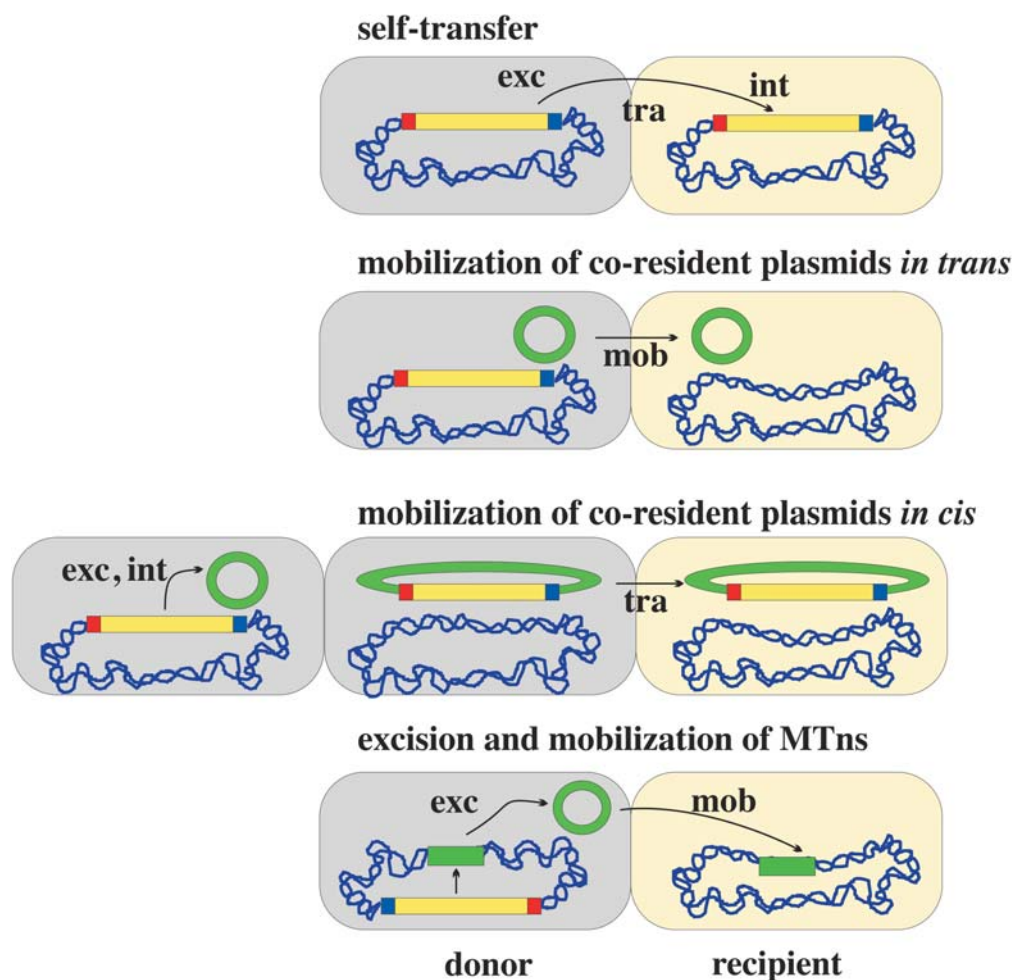 self-transfer
exc
int
tra
mobilization of co-resident plasmids in trans
mob
mobilization of co-resident plasmids in cis
exc, int
tra
excision and mobilization of MTns
exc
mob
donor
recipient